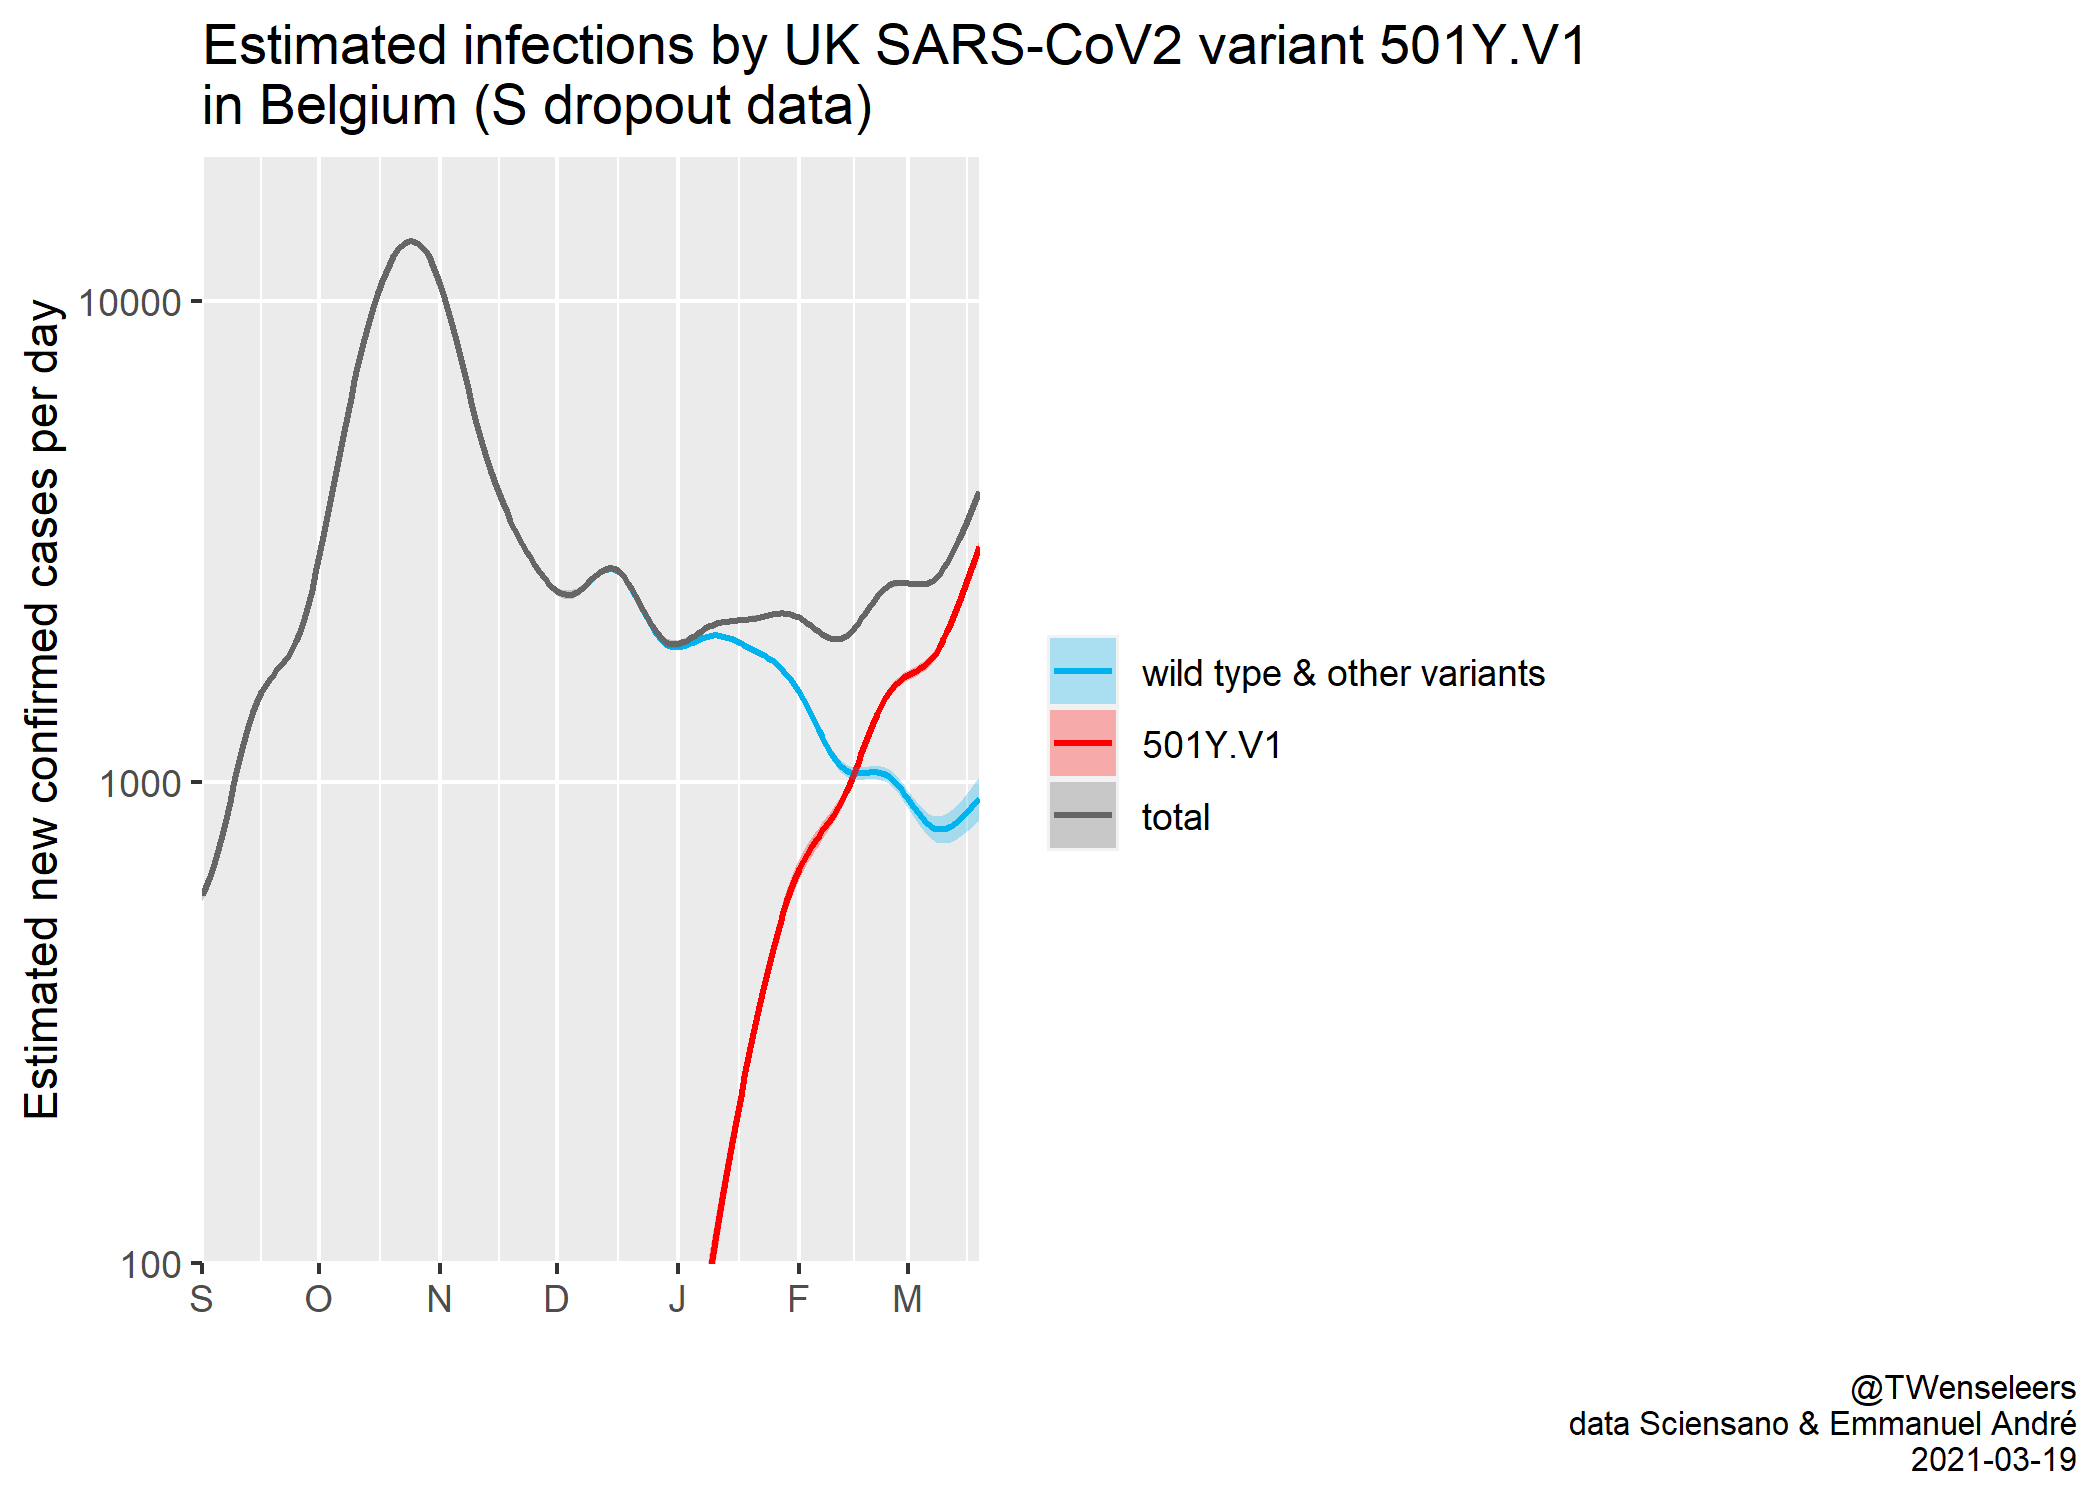 Estimated infections by UK SARS-CoV2 variant 501Y.V1
in Belgium (S dropout data)
Estimated new confirmed cases per day
10000
1000
100
S
O
N
D
J
F
M
wild type & other variants
501Y.V1
total
@TWenseleers
data Sciensano & Emmanuel André
2021-03-19